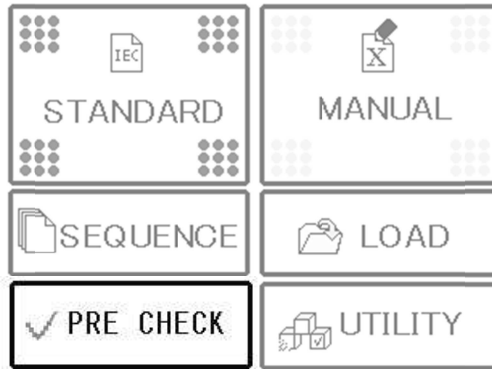 IEC
STANDARD
X
MANUAL
SEQUENCE
LOAD
PRE CHECK
UTILITY